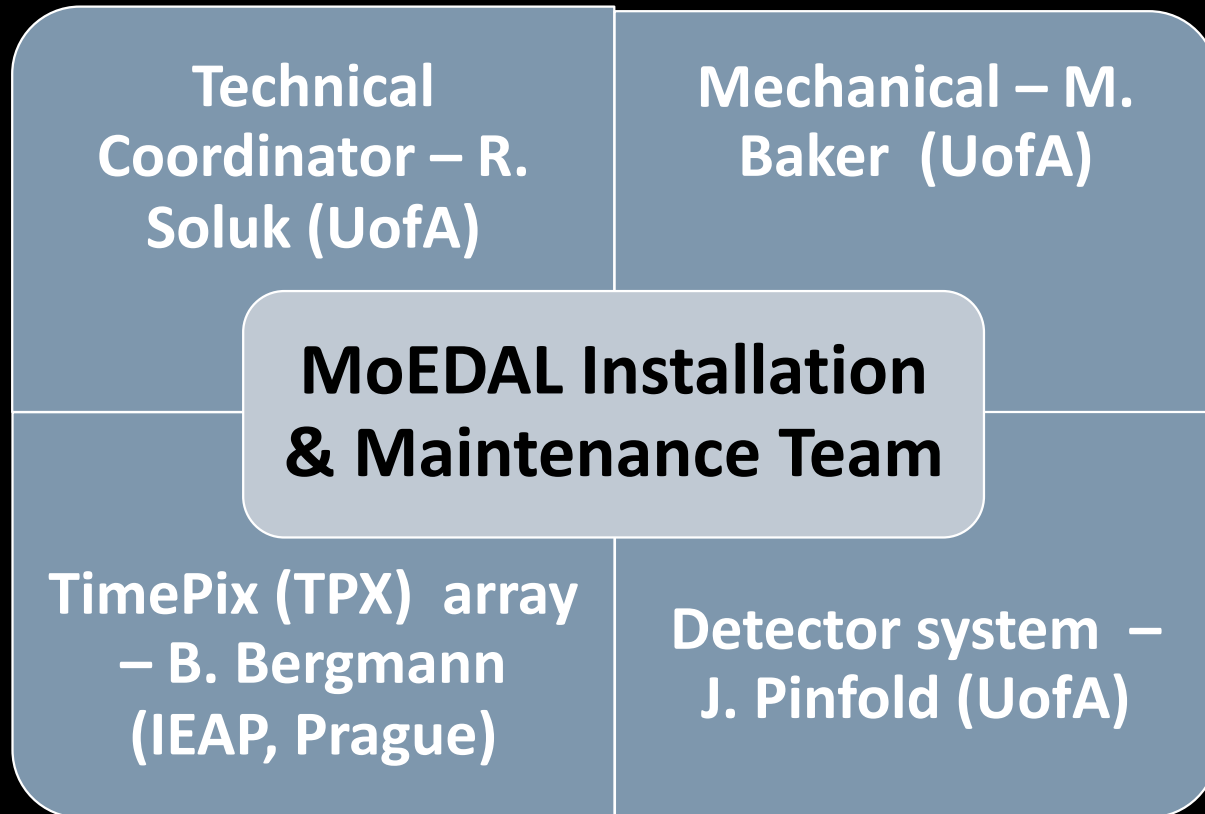 Technical
Coordinator – R.
Soluk (UofA)
Mechanical – M.
Baker (UofA)
MoEDAL Installation
& Maintenance Team
TimePix (TPX) array
– B. Bergmann
(IEAP, Prague)
Detector system –
J. Pinfold (UofA)